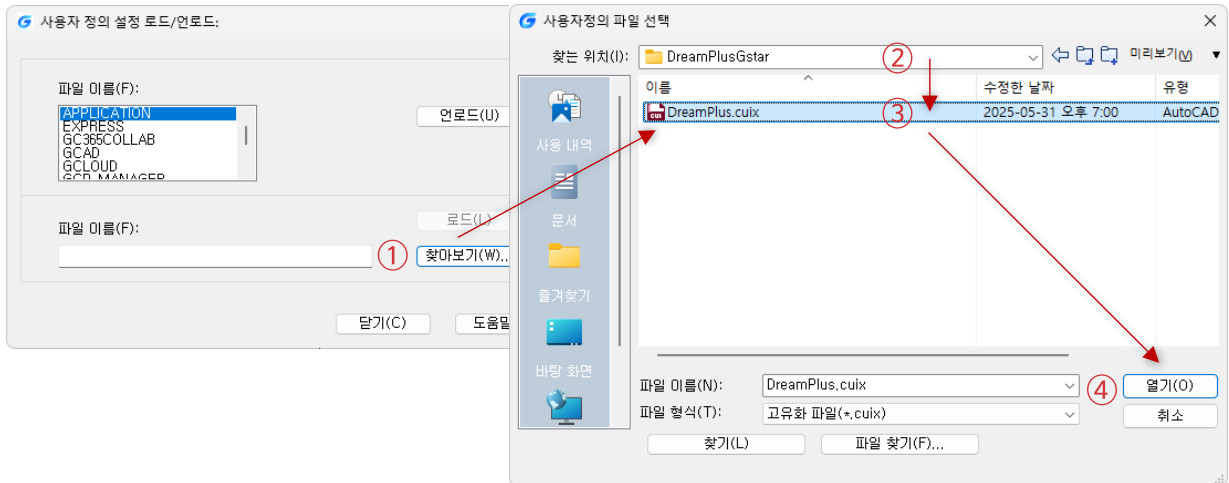 사용자 정의 설정 로드/언로드:
파일 이름(F):
APPLICATION
EXPRESS
GC365COLLAB
GCAD
GCLOUD
GCP_MANAGER
언로드(U)
로드(L)
파일 이름(F):
①
찾아보기(W)..
닫기(C)
도움말
사용자정의 파일 선택
찾는 위치(I):
DreamPlusGstar
②
미리보기(V)
이름
수정한 날짜
유형
DreamPlus.cuix
③
2025-05-31 오후 7:00
AutoCAD
사용 내역
문서
즐겨찾기
바탕 화면
파일 이름(N):
DreamPlus.cuix
④
열기(O)
파일 형식(T):
고유화 파일(*.cuix)
취소
찾기(L)
파일 찾기(F)...